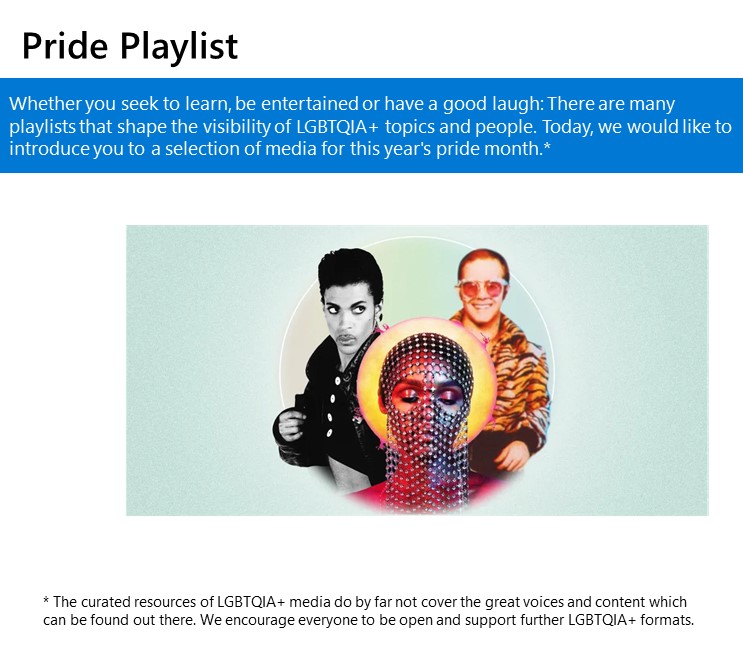 Pride Playlist
Whether you seek to learn, be entertained or have a good laugh: There are many
playlists that shape the visibility of LGBTQIA+ topics and people. Today, we would like to
introduce you to a selection of media for this year's pride month.*
* The curated resources of LGBTQIA+ media do by far not cover the great voices and content which
can be found out there. We encourage everyone to be open and support further LGBTQIA+ formats.